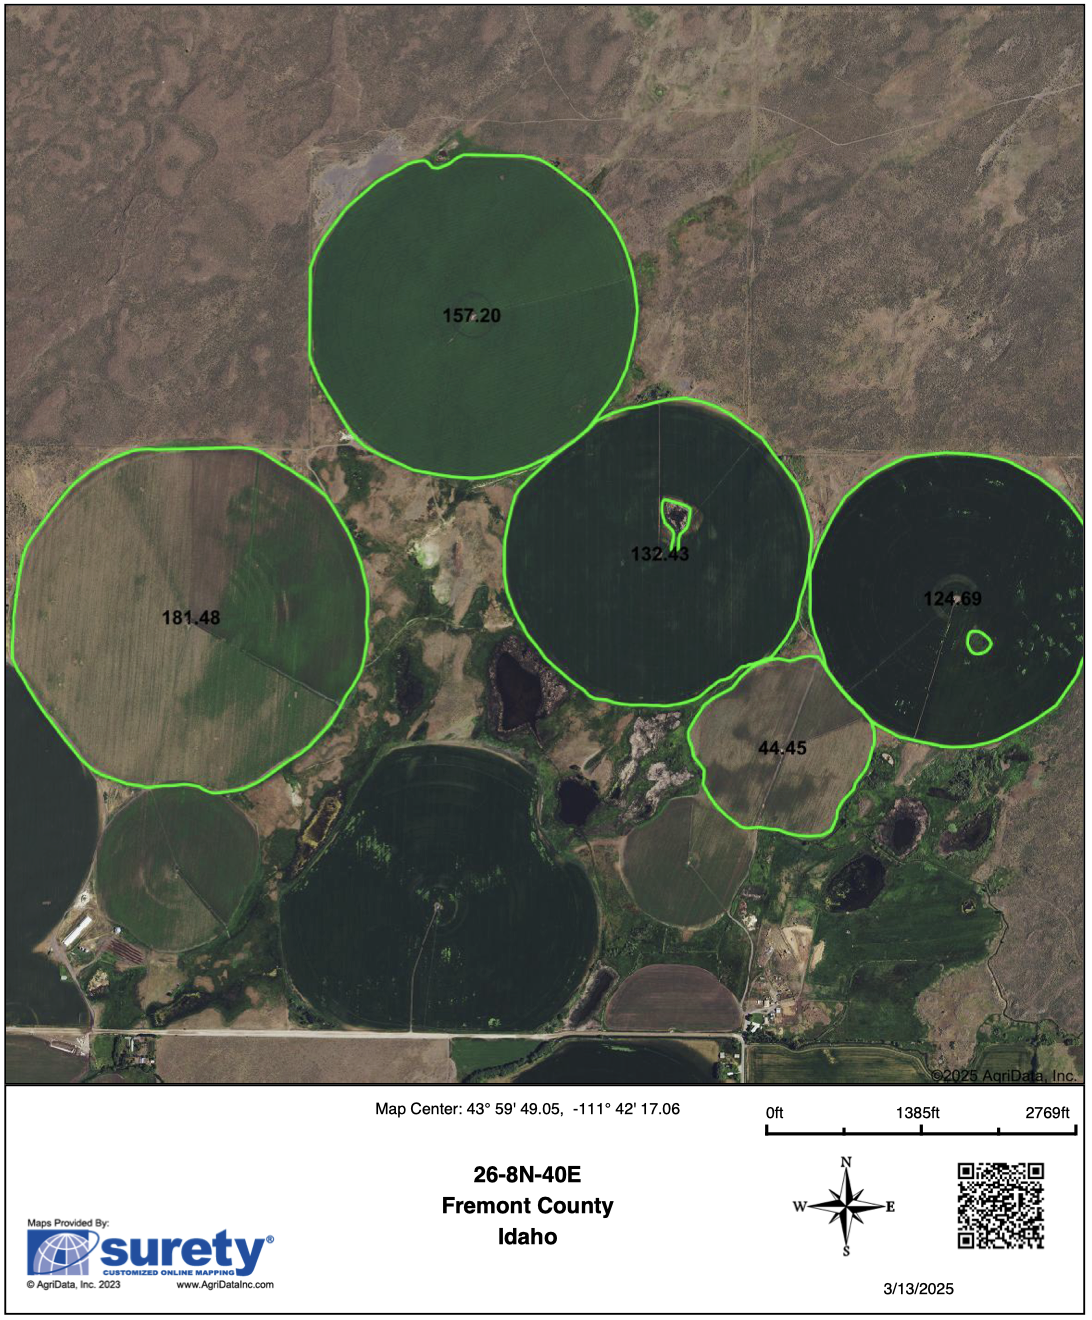 157.20
132.43
124.69
181.48
44.45
©2025 AgriData, Inc.
Map Center: 43° 59' 49.05, -111° 42' 17.06
0ft 1385ft 2769ft
26-8N-40E
Fremont County
Idaho
N
W E
S
Maps Provided By:
surety®
CUSTOMIZED ONLINE MAPPING
© AgriData, Inc. 2023 www.AgriDataInc.com
3/13/2025